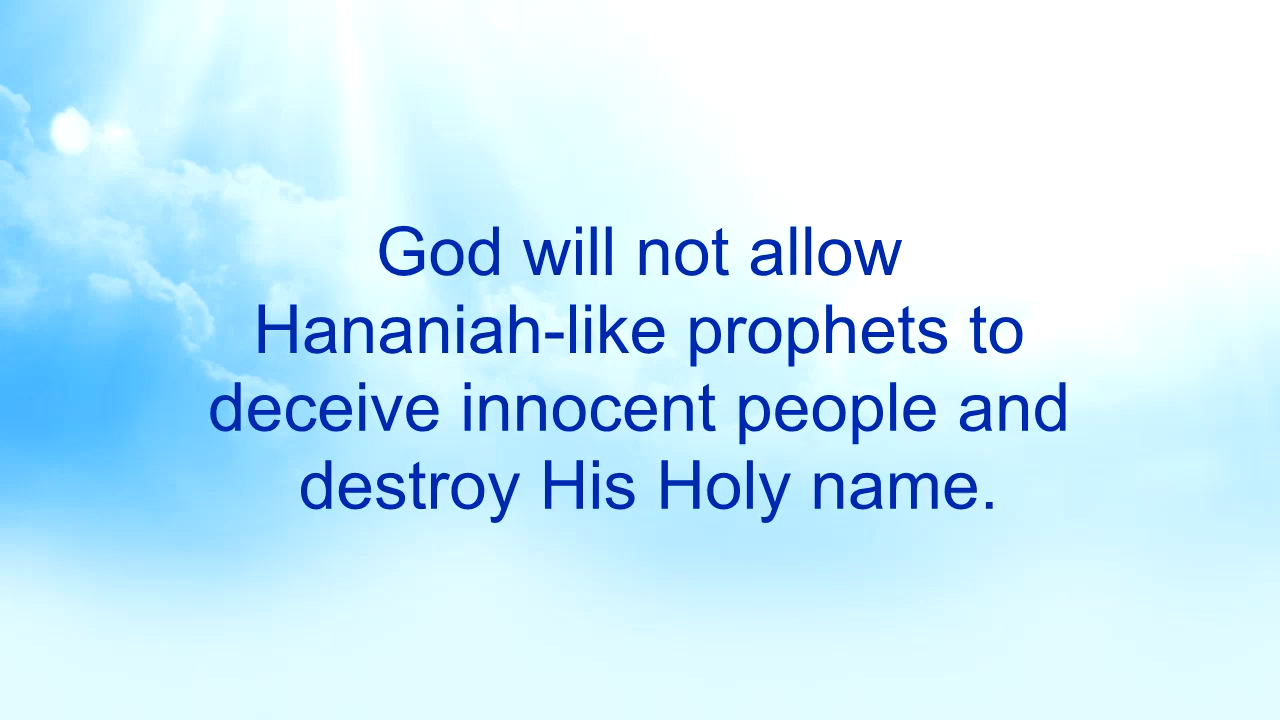 God will not allow
Hananiah-like prophets to
deceive innocent people and
destroy His Holy name.